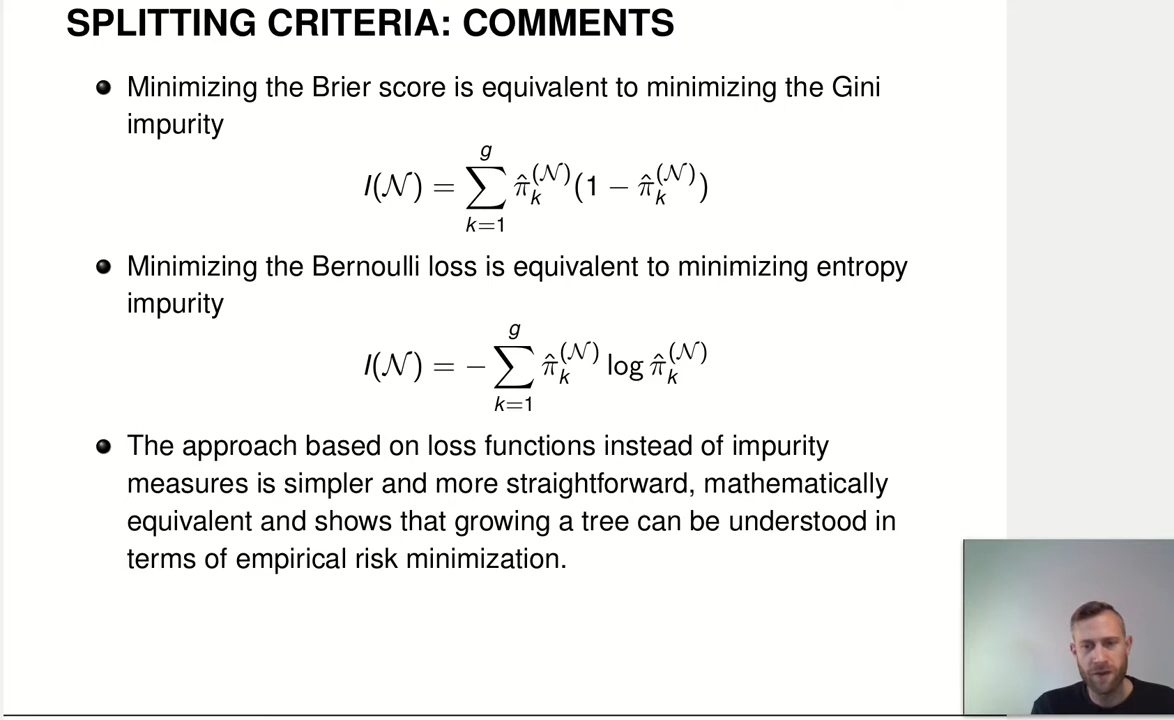 SPLITTING CRITERIA: COMMENTS
Minimizing the Brier score is equivalent to minimizing the Gini
impurity
I(𝒩) = ∑_{k=1}^{g} π̂_k^{(𝒩)}(1 − π̂_k^{(𝒩)})
Minimizing the Bernoulli loss is equivalent to minimizing entropy
impurity
I(𝒩) = − ∑_{k=1}^{g} π̂_k^{(𝒩)} log π̂_k^{(𝒩)}
The approach based on loss functions instead of impurity
measures is simpler and more straightforward, mathematically
equivalent and shows that growing a tree can be understood in
terms of empirical risk minimization.